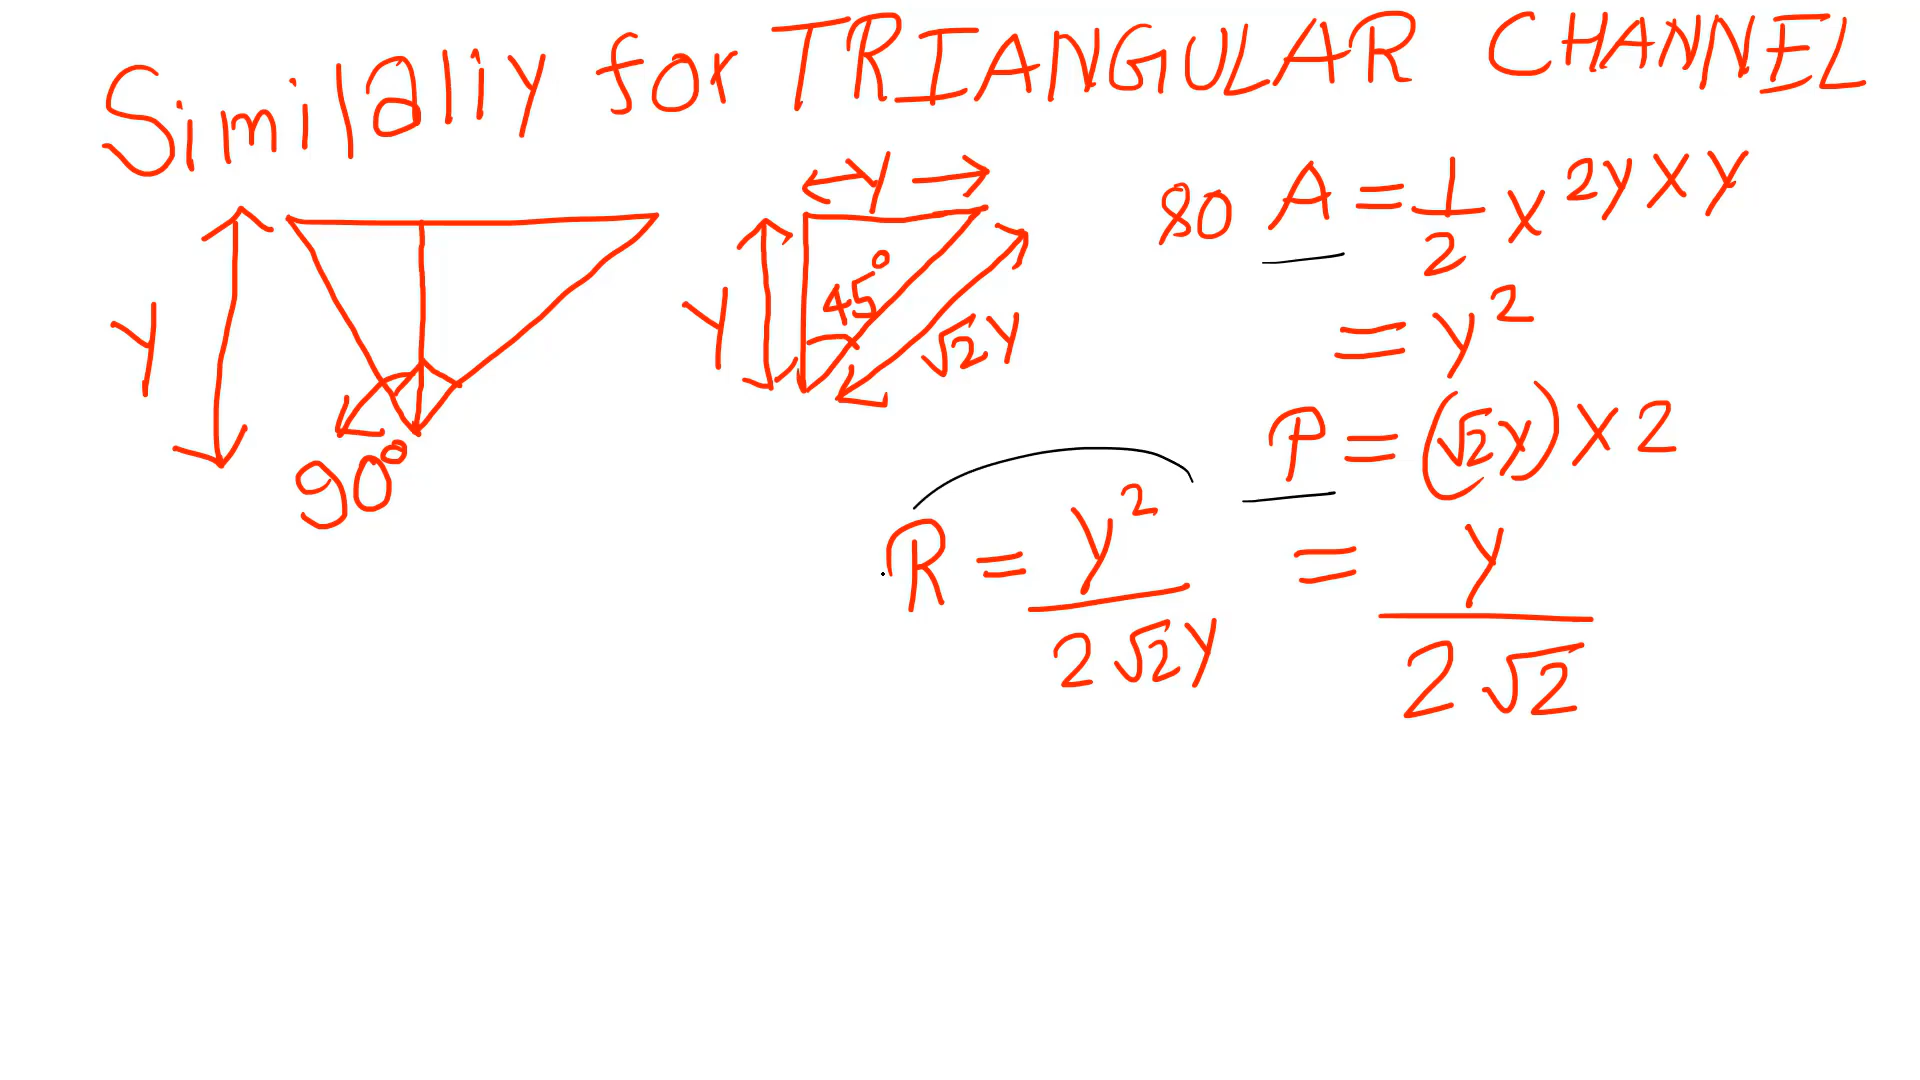 Similaliy for TRIANGULAR CHANNEL
Y
90°
Y
Y
45°
√2Y
so A = 1/2 x 2Y x Y
= Y²
P = (√2Y) x 2
R = Y² / 2√2Y = Y / 2√2